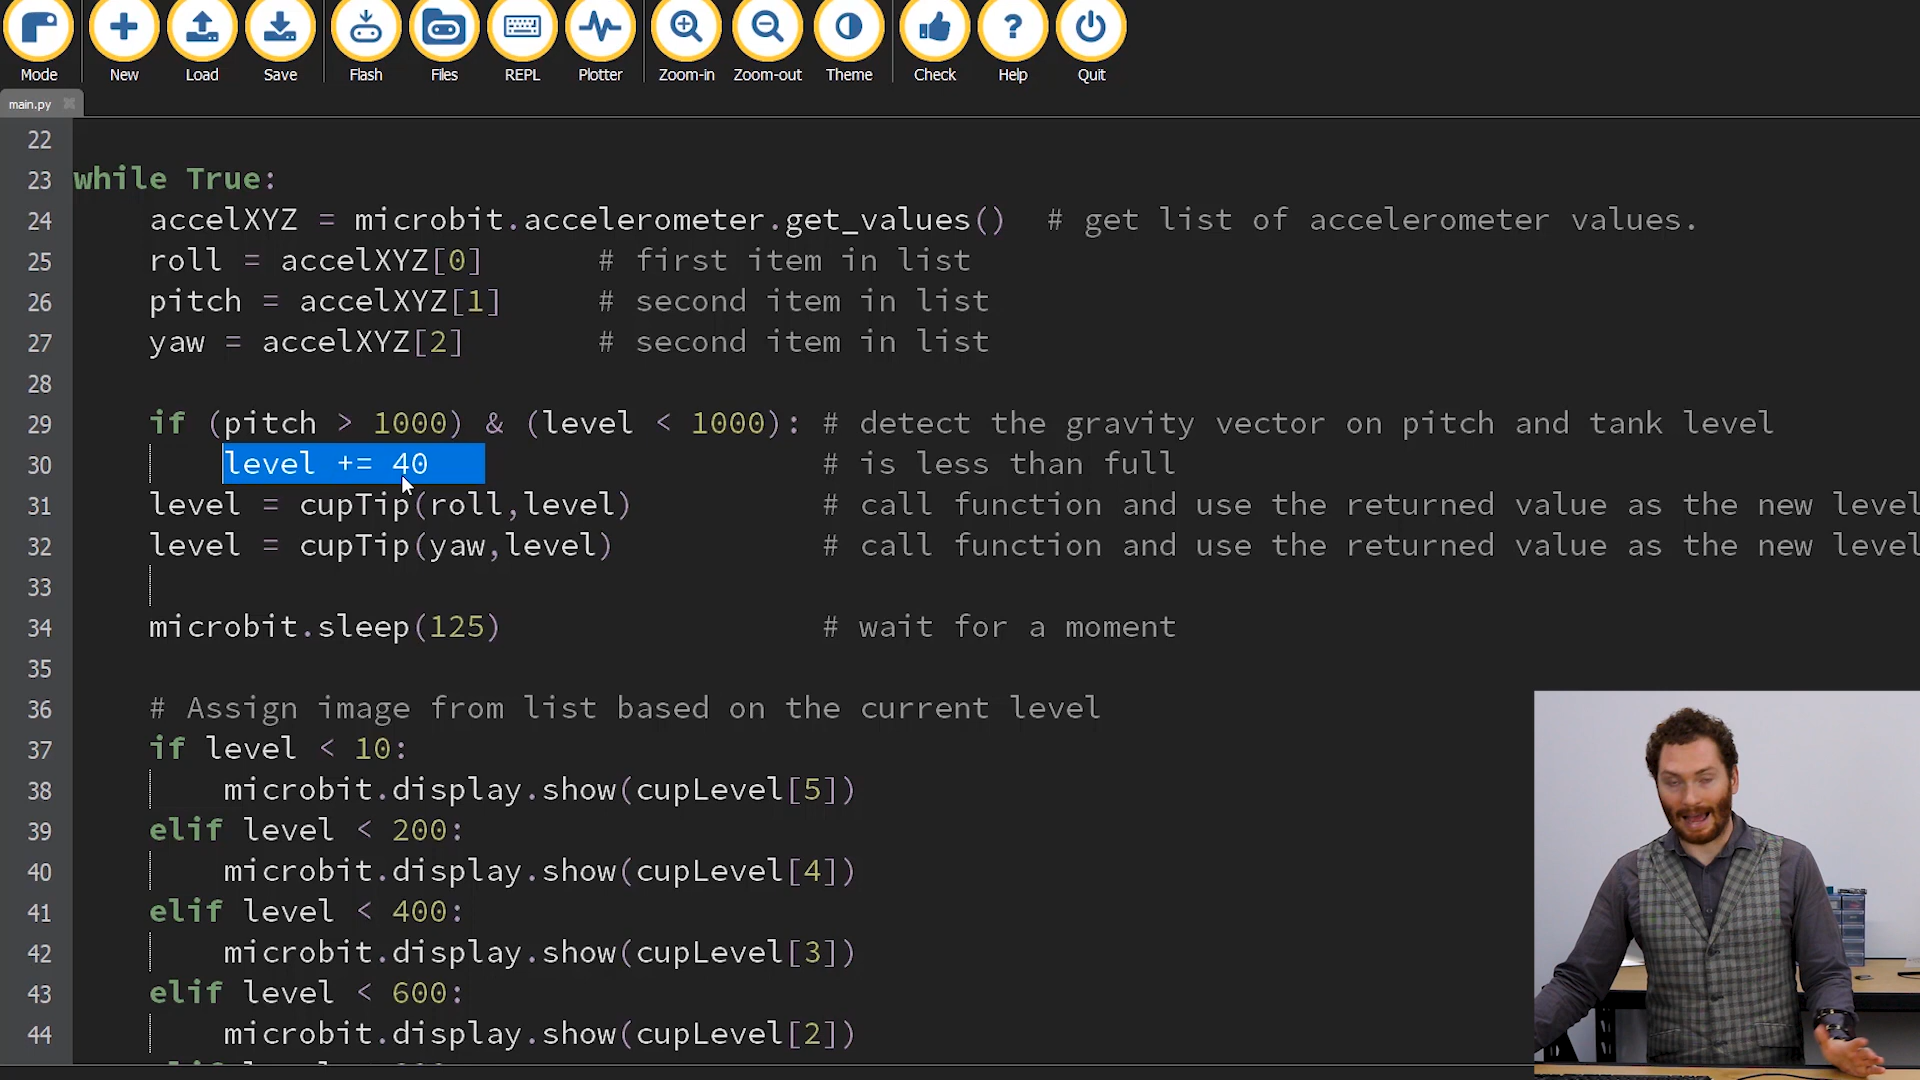 Mode New Load Save Flash Files REPL Plotter Zoom-in Zoom-out Theme Check Help Quit
main.py
22
23 while True:
24 accelXYZ = microbit.accelerometer.get_values() # get list of accelerometer values.
25 roll = accelXYZ[0] # first item in list
26 pitch = accelXYZ[1] # second item in list
27 yaw = accelXYZ[2] # second item in list
28
29 if (pitch > 1000) & (level < 1000): # detect the gravity vector on pitch and tank level
30 level += 40 # is less than full
31 level = cupTip(roll,level) # call function and use the returned value as the new level
32 level = cupTip(yaw,level) # call function and use the returned value as the new level
33
34 microbit.sleep(125) # wait for a moment
35
36 # Assign image from list based on the current level
37 if level < 10:
38 microbit.display.show(cupLevel[5])
39 elif level < 200:
40 microbit.display.show(cupLevel[4])
41 elif level < 400:
42 microbit.display.show(cupLevel[3])
43 elif level < 600:
44 microbit.display.show(cupLevel[2])